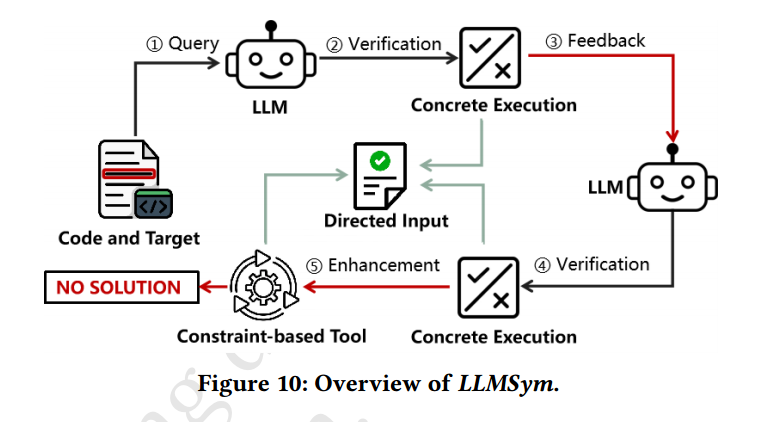 ① Query
② Verification
③ Feedback
LLM
Concrete Execution
Code and Target
Directed Input
LLM
④ Verification
⑤ Enhancement
NO SOLUTION
Constraint-based Tool
Concrete Execution
Figure 10: Overview of LLMSym.